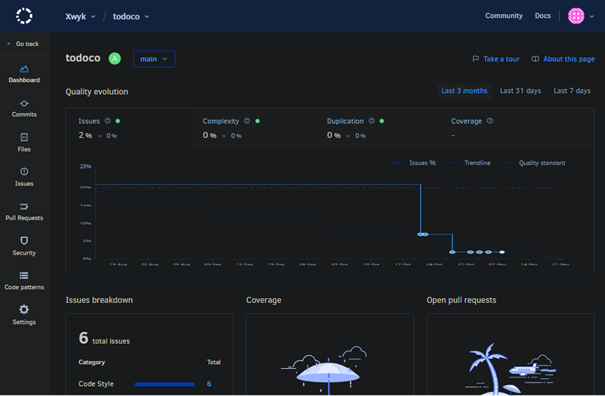 Xwyk / todoco
Community Docs
Go back
Dashboard
Commits
Files
Issues
Pull Requests
Security
Code patterns
Settings
todoco A main
Take a tour About this page
Quality evolution
Last 3 months Last 31 days Last 7 days
Issues Complexity Duplication Coverage
2 % = 0 % 0 % = 0 % 0 % = 0 % -
Issues % Trendline Quality standard
25%
20%
15%
10%
5%
0%
Issues breakdown Coverage Open pull requests
6 total issues
Category Total
Code Style 6